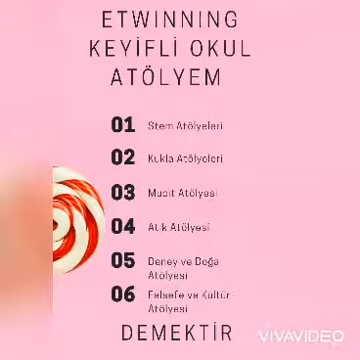 ETWINNING
KEYİFLİ OKUL
ATÖLYEM
01 Stem Atölyeleri
02 Kukla Atölyeleri
03 Mucit Atölyesi
04 Atık Atölyesi
05 Deney ve Doğa
Atölyesi
06 Felsefe ve Kültür
Atölyesi
DEMEKTİR
VIVAVIDEO